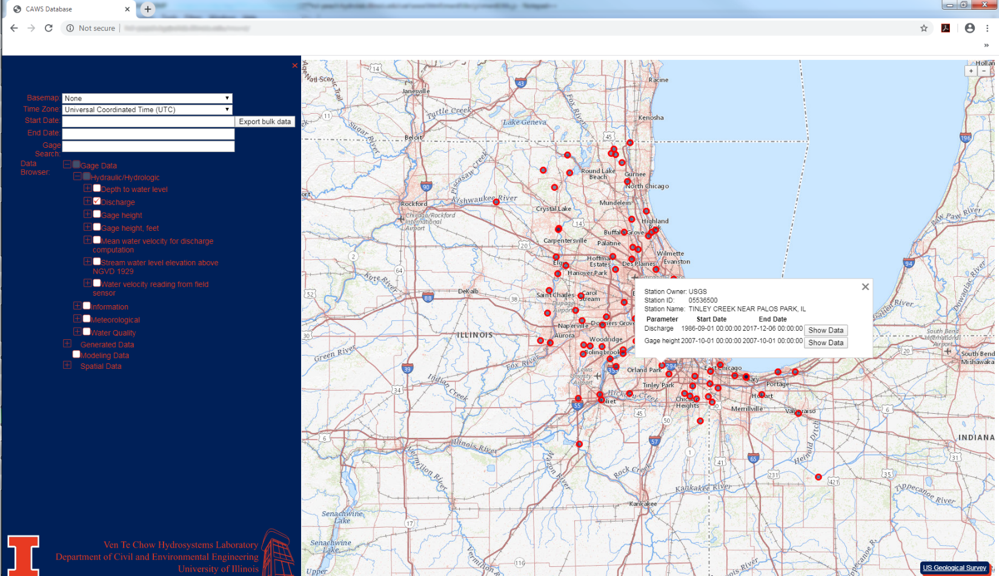 CAWS Database
Not secure
Basemap: None
Time Zone: Universal Coordinated Time (UTC)
Start Date: Export bulk data
End Date:
Gage
Search:
Data
Browser:
Gage Data
Hydraulic/Hydrologic
Depth to water level
Discharge
Gage height
Gage height, feet
Mean water velocity for discharge
computation
Stream water level elevation above
NGVD 1929
Water velocity reading from field
sensor
Information
Meteorological
Water Quality
Generated Data
Modeling Data
Spatial Data
Ven Te Chow Hydrosystems Laboratory
Department of Civil and Environmental Engineering
University of Illinois
I
Natl Scenic Trail
14
43
Racine
Janesville
11
Turtle Creek
Fox River
Kenosha
Lake Geneva
Sugar River
Beloit
45
196
Piscasaw Creek
Round Lake
Beach
Gurnee
North Chicago
90
Rockford
Kishwaukee River
Mundelein
Crystal Lake
Chicago/Rockford
International
Airport
14
Highland
Park
Paw Paw River
Buffalo Grove
Carpentersville
Palatine
20
2
Wilmette
Evanston
Elgin
Hoffman
Estates
Des Plaines
94
64
Hanover Park
Kyte River
DeKalb
52
88
38
Saint Charles
Carol
Stream
Dupage
Airport
Dowagiac River
Galien River
Naperville
Downers Grove
Aurora
30
ILLINOIS
Woodridge
Bolingbrook
Green River
Fox River
South Bend
International
Airport
20
South Bend
Mishawaka
39
Lewis
University
Airport
Orland Park
294
East Chicago
Gary
Portage
Indian Creek
34
Tinley Park
Hickory Creek
Joliet
55
Chicago
Heights
Hobart
30
45
50
Merrillville
Valparaiso
6
6
Illinois River
57
INDIANA
Heinold Ditch
1
41
65
31
Vermilion River
Mazon River
Rock Creek
231
421
35
Kankakee River
Tippecanoe River
Kankakee
17
Senachwine
Lake
Senachwine
Lake
Upper
Vermilion R
116
Station Owner: USGS
Station ID: 05536500
Station Name: TINLEY CREEK NEAR PALOS PARK, IL
Parameter Start Date End Date
Discharge 1986-09-01 00:00:00 2017-12-06 00:00:00 Show Data
Gage height 2007-10-01 00:00:00 2007-10-01 00:00:00 Show Data
US Geological Survey